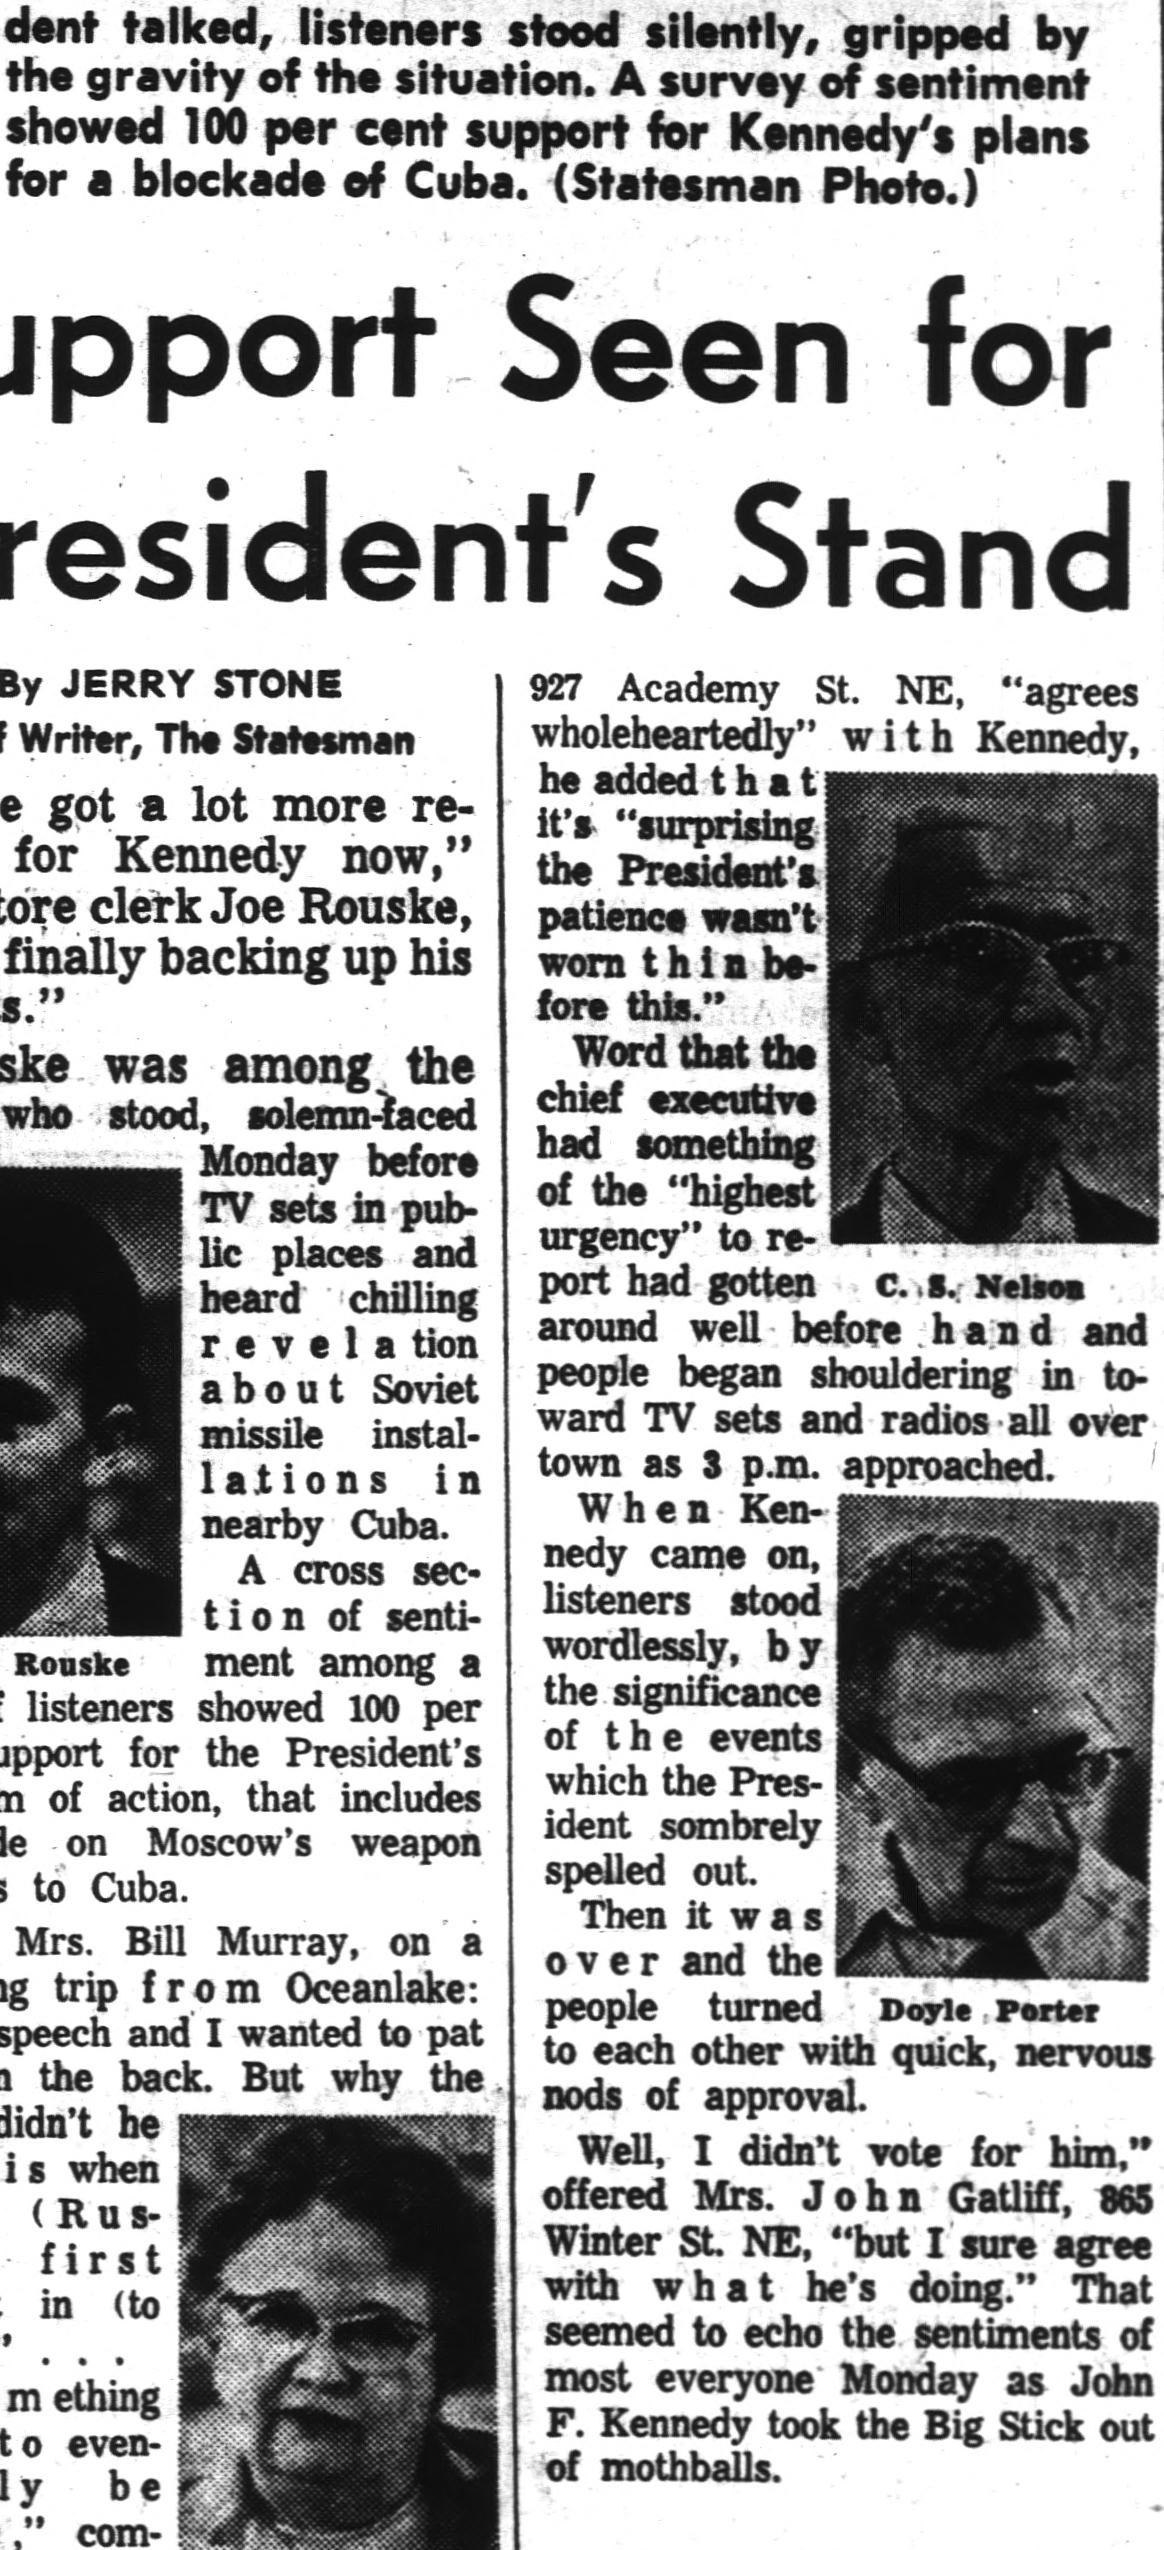 dent talked, listeners stood silently, gripped by
the gravity of the situation. A survey of sentiment
showed 100 per cent support for Kennedy's plans
for a blockade of Cuba. (Statesman Photo.)
upport Seen for
resident's Stand
By JERRY STONE
f Writer, The Statesman
e got a lot more re-
for Kennedy now,"
tore clerk Joe Rouske,
finally backing up his
s."
ske was among the
who stood, solemn-faced
Monday before
TV sets in pub-
lic places and
heard chilling
revelation
about Soviet
missile instal-
lations in
nearby Cuba.
A cross sec-
tion of senti-
Rouske
ment among a
f listeners showed 100 per
upport for the President's
m of action, that includes
de on Moscow's weapon
s to Cuba.
Mrs. Bill Murray, on a
ng trip from Oceanlake:
speech and I wanted to pat
n the back. But why the
didn't he
is when
(Rus-
first
in (to
,
. . .
mething
to even-
ly be
," com-
927 Academy St. NE, "agrees
wholeheartedly" with Kennedy,
he added that
it's "surprising
the President's
patience wasn't
worn thin be-
fore this."
Word that the
chief executive
had something
of the "highest
urgency" to re-
port had gotten
C. S. Nelson
around well before hand and
people began shouldering in to-
ward TV sets and radios all over
town as 3 p.m. approached.
When Ken-
nedy came on,
listeners stood
wordlessly, by
the significance
of the events
which the Pres-
ident sombrely
spelled out.
Then it was
over and the
people turned
Doyle Porter
to each other with quick, nervous
nods of approval.
Well, I didn't vote for him,"
offered Mrs. John Gatliff, 865
Winter St. NE, "but I sure agree
with what he's doing." That
seemed to echo the sentiments of
most everyone Monday as John
F. Kennedy took the Big Stick out
of mothballs.